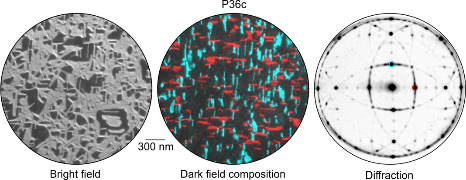 P36c
300 nm
Bright field
Dark field composition
Diffraction